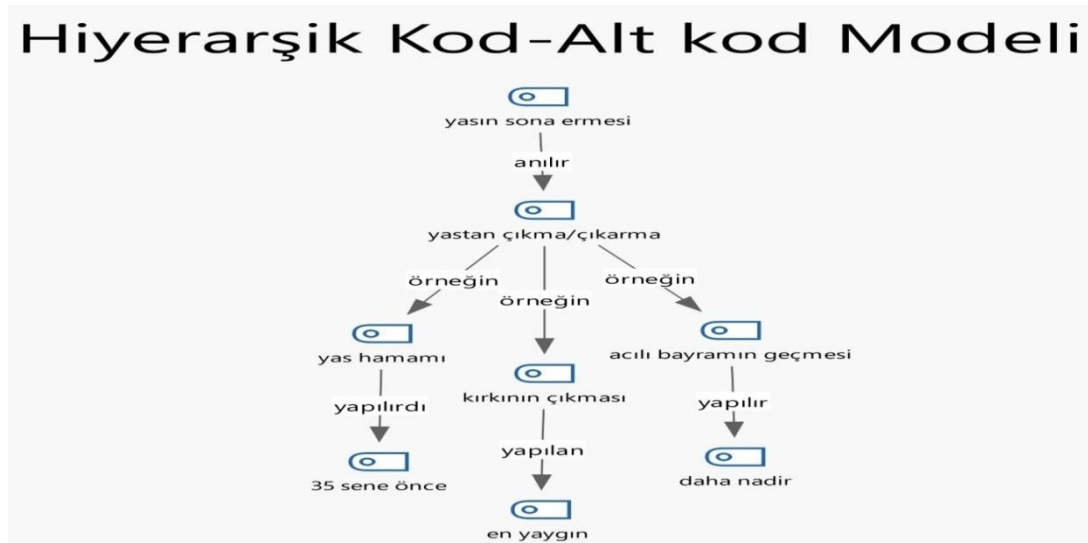 Hiyerarşik Kod-Alt kod Modeli
yasın sona ermesi
anılır
yastan çıkma/çıkarma
örneğin
örneğin
örneğin
yas hamamı
kırkının çıkması
acılı bayramın geçmesi
yapılırdı
yapılan
yapılır
35 sene önce
en yaygın
daha nadir